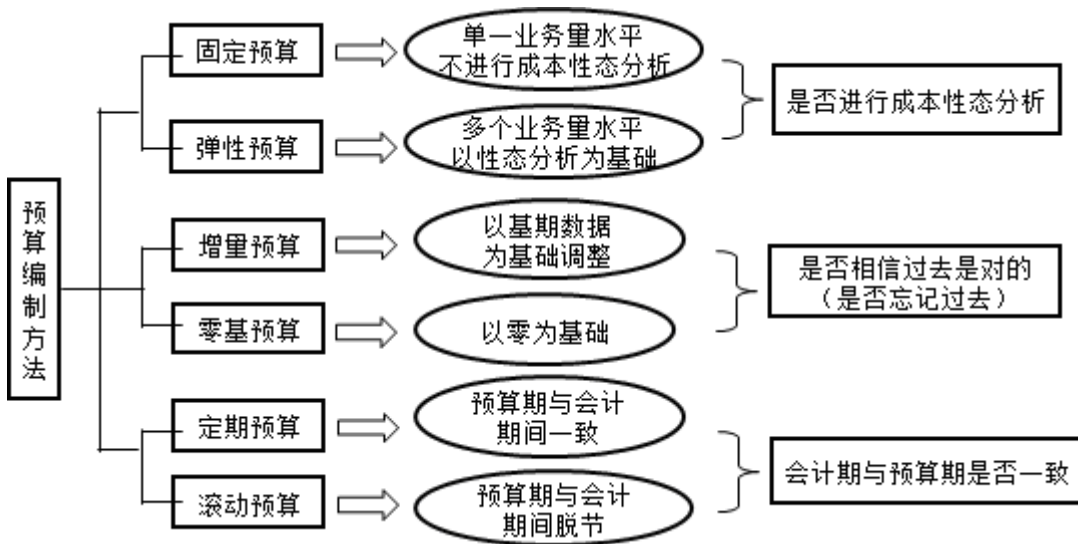 预算编制方法
固定预算
单一业务量水平
不进行成本性态分析
弹性预算
多个业务量水平
以性态分析为基础
是否进行成本性态分析
增量预算
以基期数据
为基础调整
零基预算
以零为基础
是否相信过去是对的
（是否忘记过去）
定期预算
预算期与会计
期间一致
滚动预算
预算期与会计
期间脱节
会计期与预算期是否一致